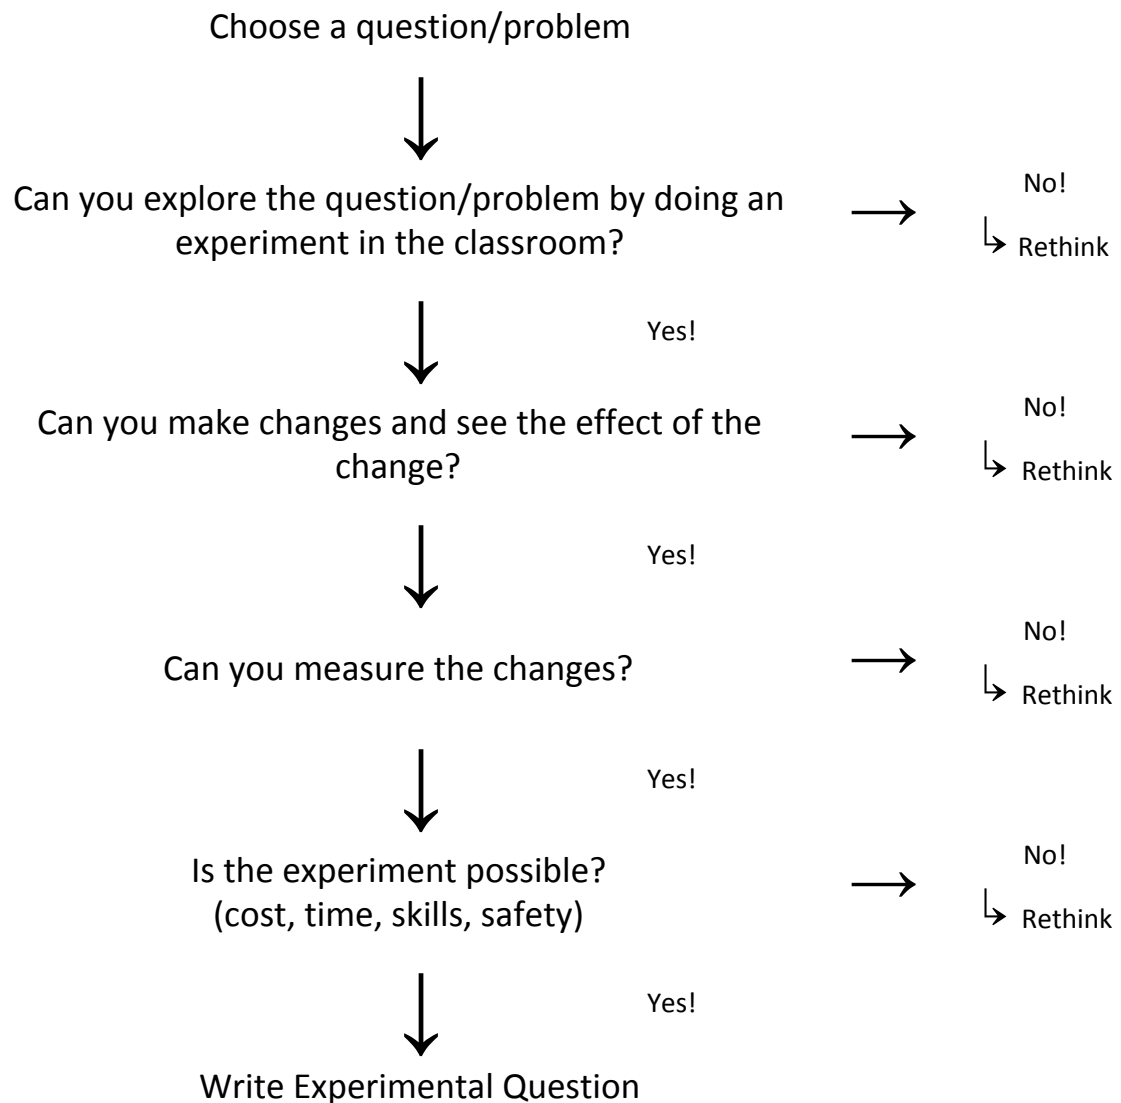 Choose a question/problem
Can you explore the question/problem by doing an
experiment in the classroom?
No!
Rethink
Yes!
Can you make changes and see the effect of the
change?
No!
Rethink
Yes!
Can you measure the changes?
No!
Rethink
Yes!
Is the experiment possible?
(cost, time, skills, safety)
No!
Rethink
Yes!
Write Experimental Question